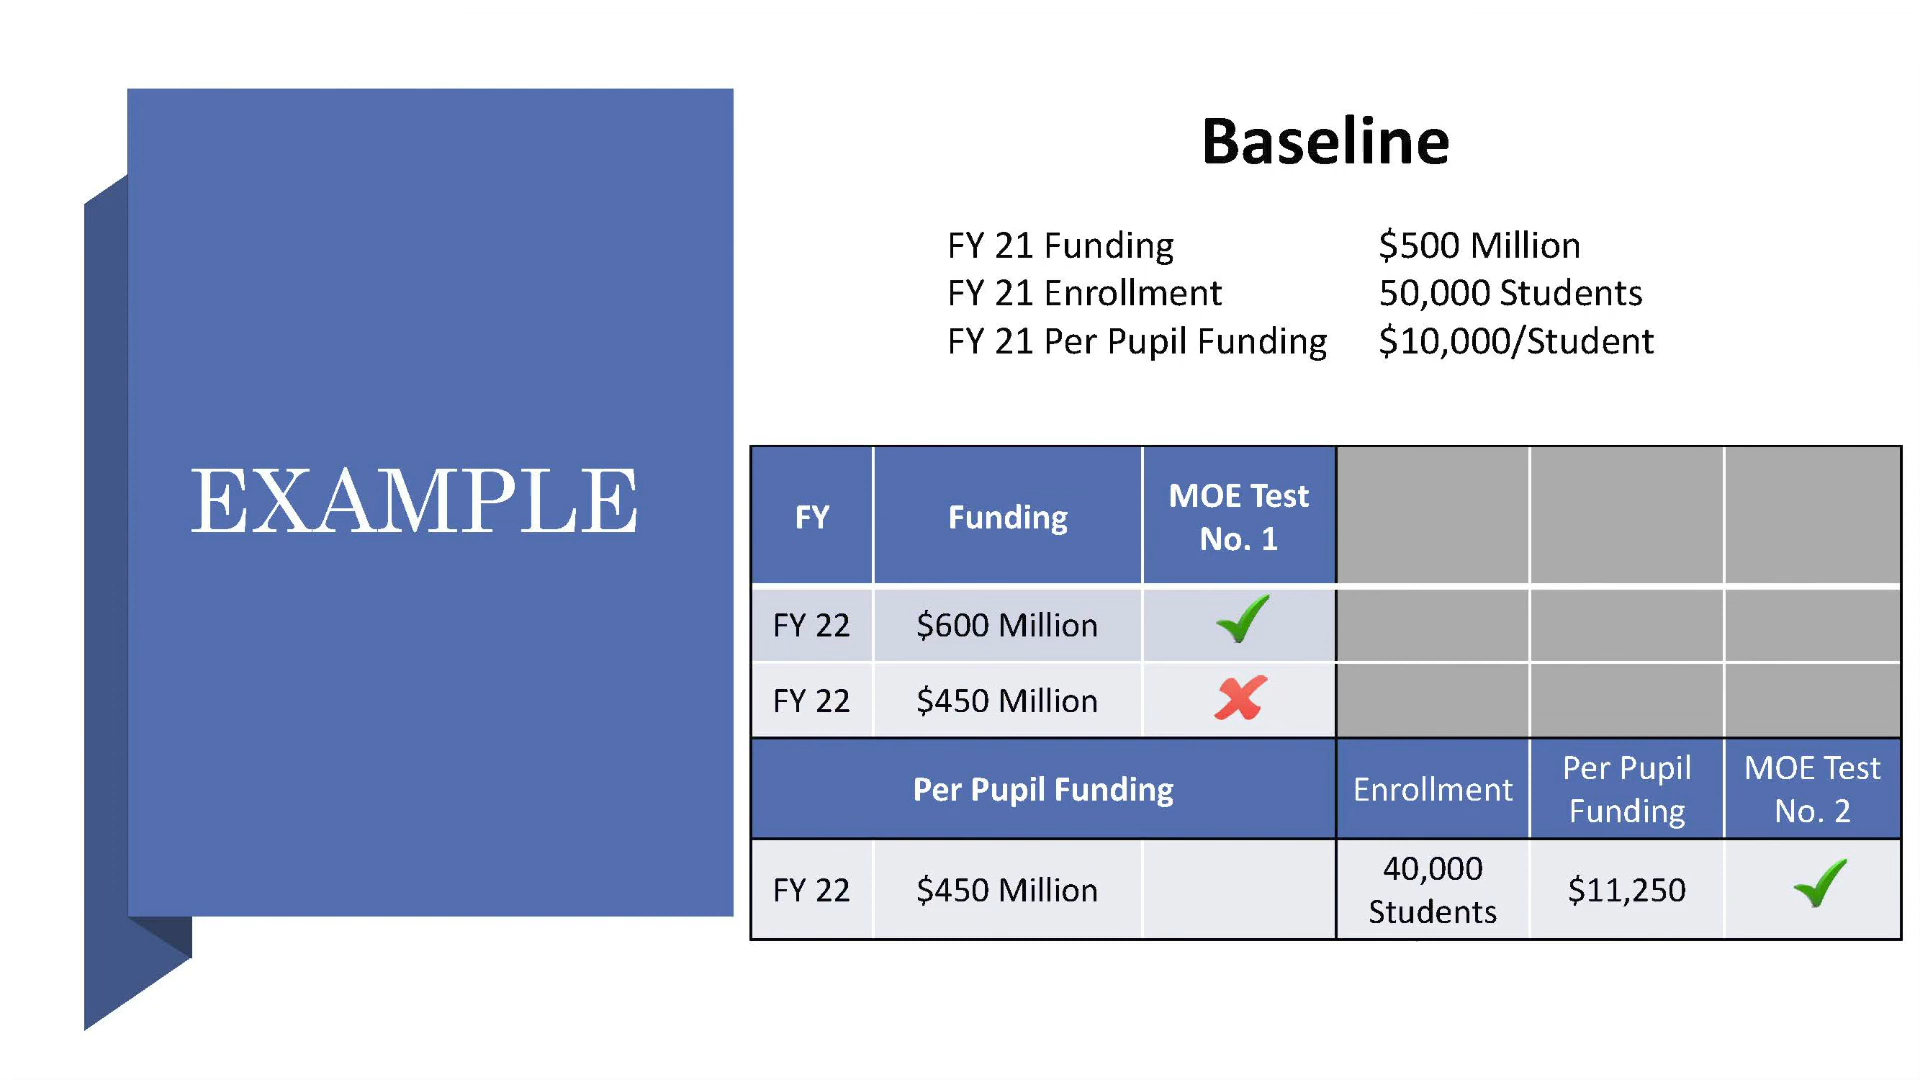 EXAMPLE
Baseline
FY 21 Funding $500 Million
FY 21 Enrollment 50,000 Students
FY 21 Per Pupil Funding $10,000/Student
FY Funding MOE Test No. 1
FY 22 $600 Million
FY 22 $450 Million
Per Pupil Funding Enrollment Per Pupil Funding MOE Test No. 2
FY 22 $450 Million 40,000 Students $11,250